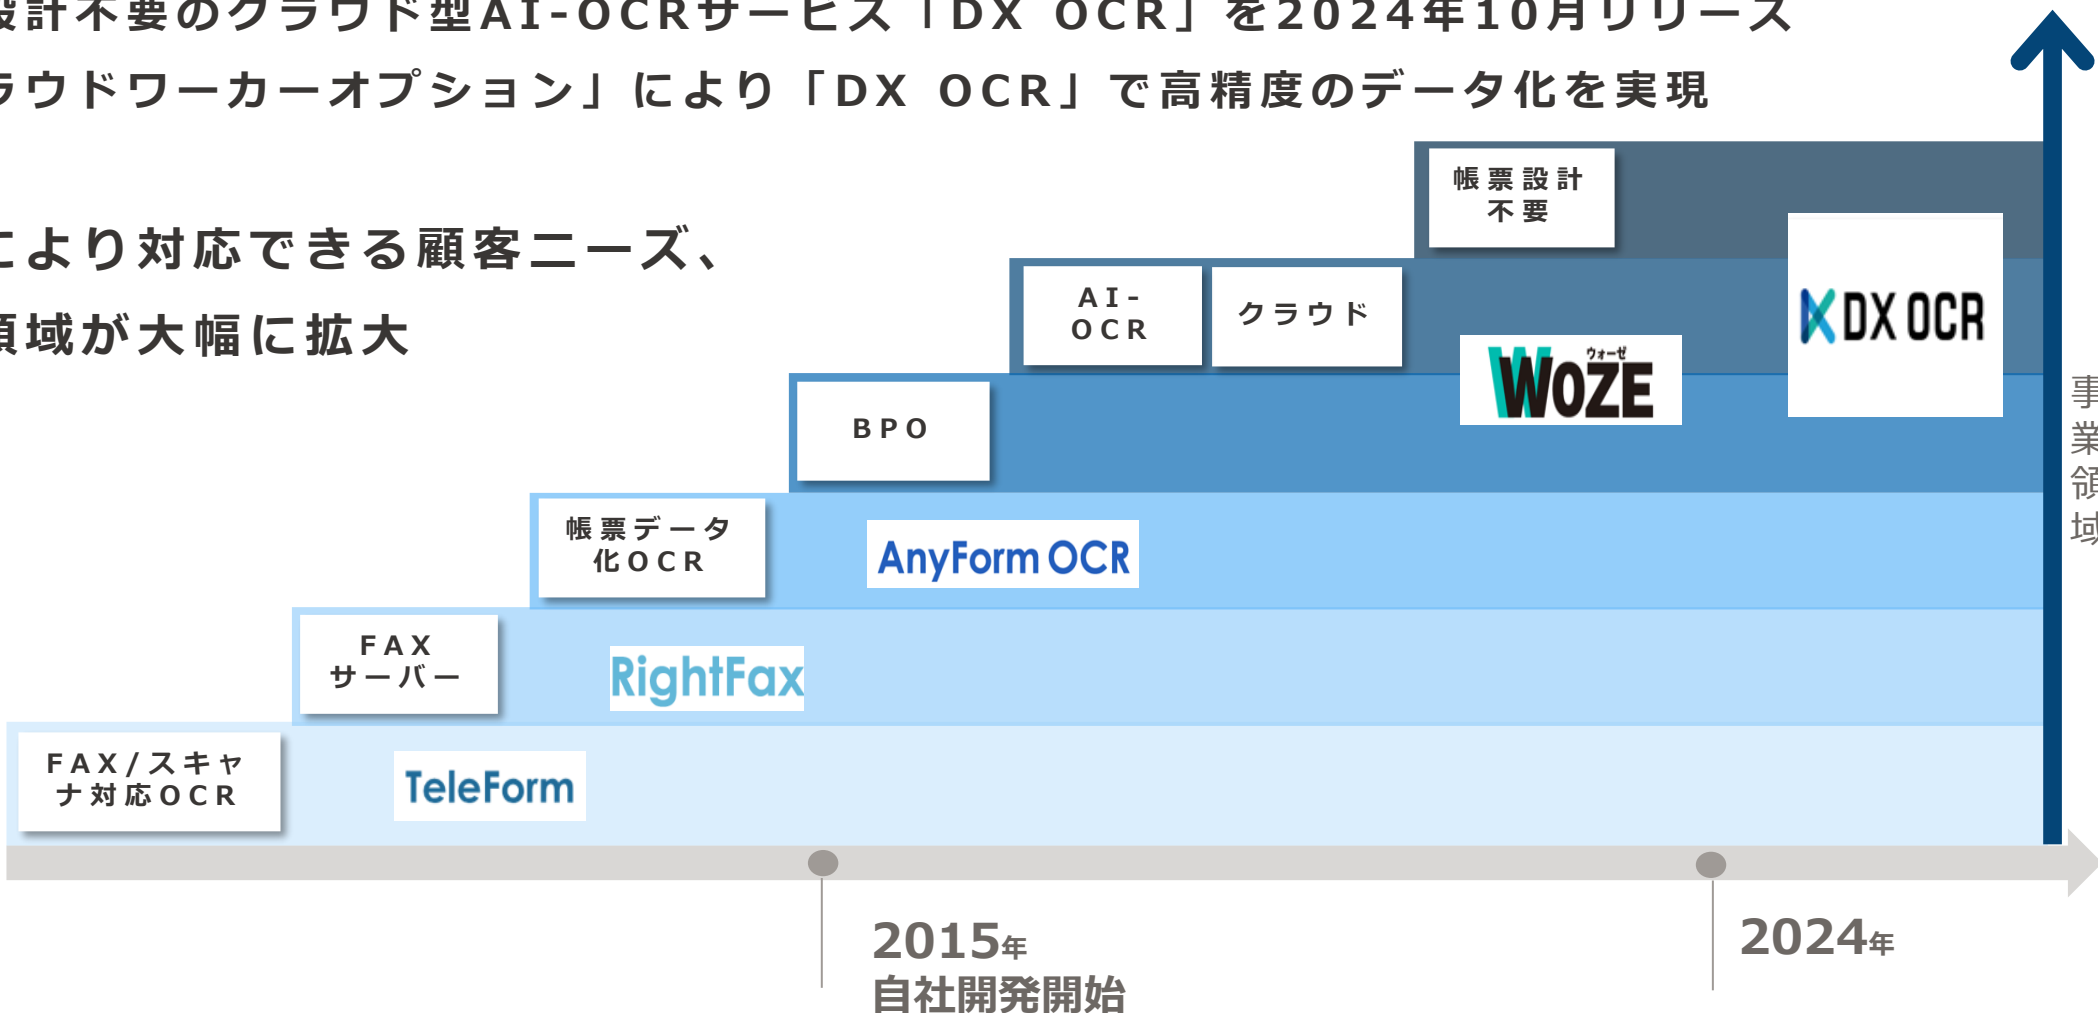 設計不要のクラウド型AI-OCRサービス「DX OCR」を2024年10月リリース
ラウドワーカーオプション」により「DX OCR」で高精度のデータ化を実現
により対応できる顧客ニーズ、
領域が大幅に拡大
帳票設計
不要
AI-
OCR
クラウド
DX OCR
ウォーゼ
WOZE
BPO
事業領域
帳票データ
化OCR
AnyForm OCR
FAX
サーバー
RightFax
FAX/スキャ
ナ対応OCR
TeleForm
2015年
自社開発開始
2024年